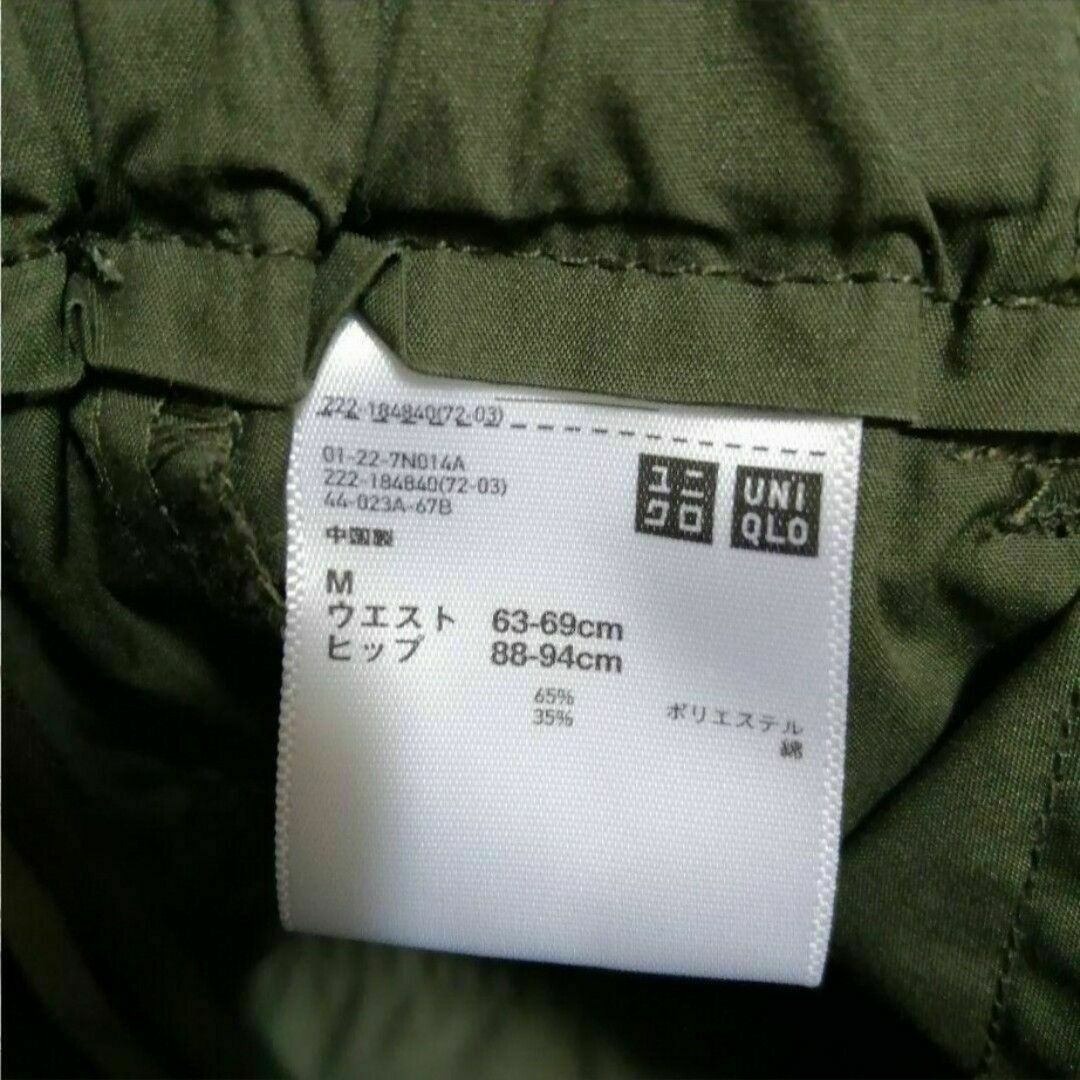 222-184840(72-03)
01-22-7N014A
222-184840(72-03)
44-023A-67B
中国製
ユニ
クロ
UNI
QLO
M
ウエスト 63-69cm
ヒップ 88-94cm
65% ポリエステル
35% 綿